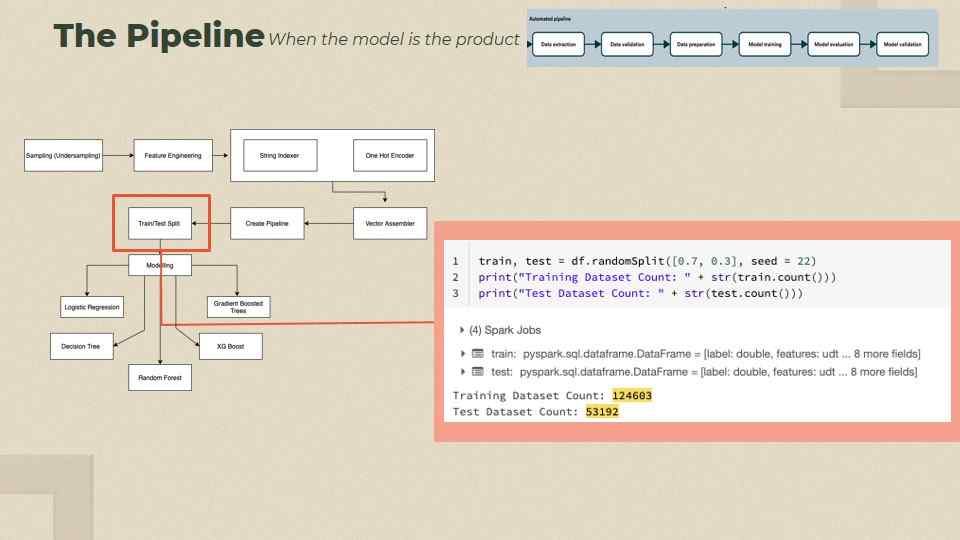 The Pipeline When the model is the product
Automated pipeline
Data extraction
Data validation
Data preparation
Model training
Model evaluation
Model validation
Sampling (Undersampling)
Feature Engineering
String Indexer
One Hot Encoder
Train/Test Split
Create Pipeline
Vector Assembler
Modelling
Logistic Regression
Gradient Boosted
Trees
Decision Tree
XG Boost
Random Forest
1 train, test = df.randomSplit([0.7, 0.3], seed = 22)
2 print("Training Dataset Count: " + str(train.count()))
3 print("Test Dataset Count: " + str(test.count()))
(4) Spark Jobs
train: pyspark.sql.dataframe.DataFrame = [label: double, features: udt ... 8 more fields]
test: pyspark.sql.dataframe.DataFrame = [label: double, features: udt ... 8 more fields]
Training Dataset Count: 124603
Test Dataset Count: 53192